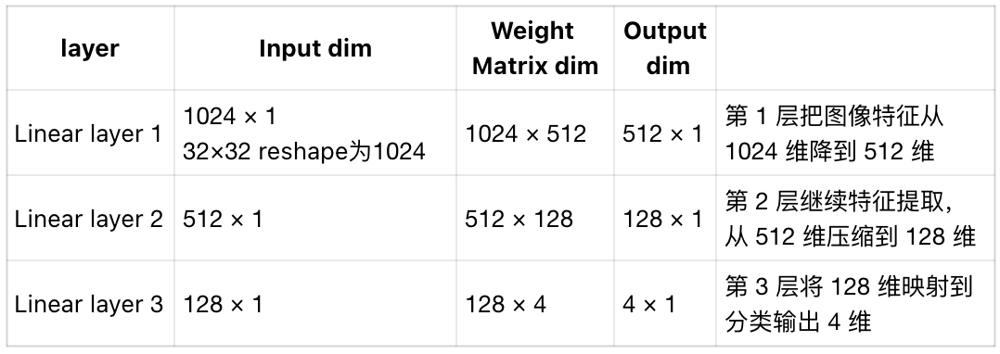 layer
Input dim
Weight
Matrix dim
Output
dim
Linear layer 1
1024 × 1
32×32 reshape为1024
1024 × 512
512 × 1
第 1 层把图像特征从
1024 维降到 512 维
Linear layer 2
512 × 1
512 × 128
128 × 1
第 2 层继续特征提取，
从 512 维压缩到 128 维
Linear layer 3
128 × 1
128 × 4
4 × 1
第 3 层将 128 维映射到
分类输出 4 维